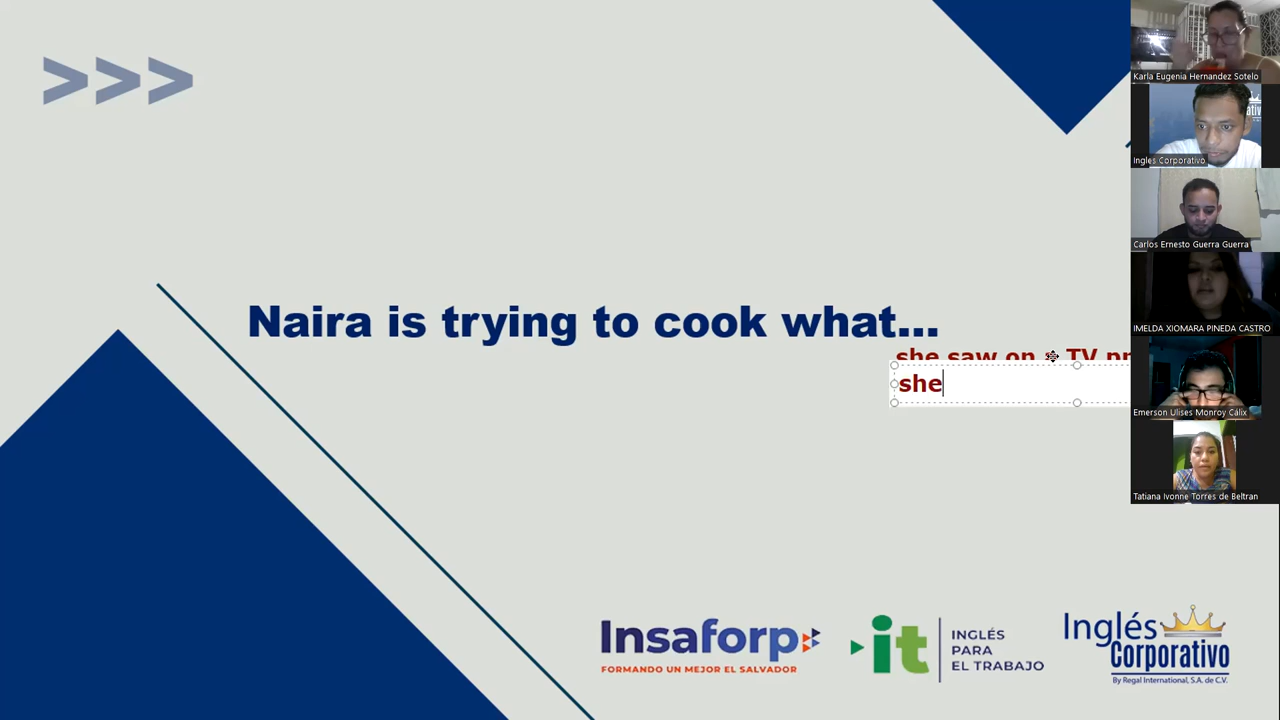 >>>
Karla Eugenia Hernandez Sotelo
Ingles Corporativo
Carlos Ernesto Guerra Guerra
Naira is trying to cook what...
IMELDA XIOMARA PINEDA CASTRO
she saw on
TV
she
Emerson Ulises Monroy Cálix
Tatiana Ivonne Torres de Beltran
Insaforp
FORMANDO UN MEJOR EL SALVADOR
it
INGLÉS
PARA
EL TRABAJO
Inglés
Corporativo
By Regal International, S.A. de C.V.